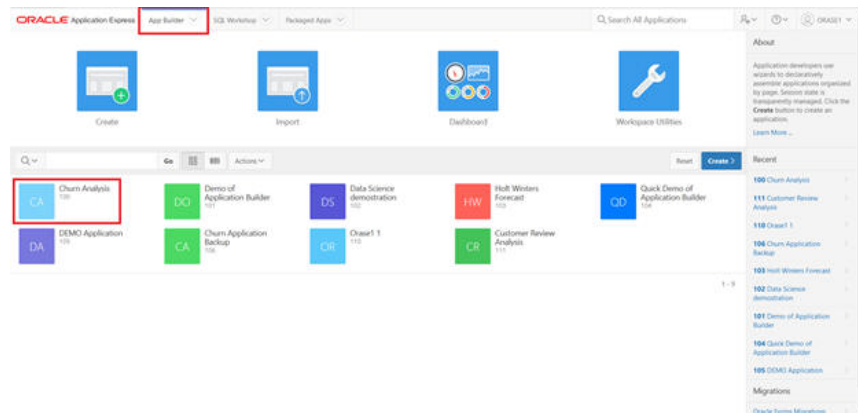 ORACLE Application Express
App Builder
SQL Workshop
Packaged Apps
Search All Applications
ORASE1
Create
Import
Dashboard
Workspace Utilities
Go
Actions
Reset
Create >
CA
Churn Analysis
100
DO
Demo of
Application Builder
101
DS
Data Science
demostration
102
HW
Holt Winters
Forecast
103
QD
Quick Demo of
Application Builder
104
DA
DEMO Application
105
CA
Churn Application
Backup
106
OR
Orase1 1
110
CR
Customer Review
Analysis
111
1 - 9
About
Application developers use
wizards to declaratively
assemble applications organized
by page. Session state is
transparently managed. Click the
Create button to create an
application.
Learn More ...
Recent
100 Churn Analysis
111 Customer Review
Analysis
110 Orase1 1
106 Churn Application
Backup
103 Holt Winters Forecast
102 Data Science
demostration
101 Demo of Application
Builder
104 Quick Demo of
Application Builder
105 DEMO Application
Migrations
Oracle Forms Migrations